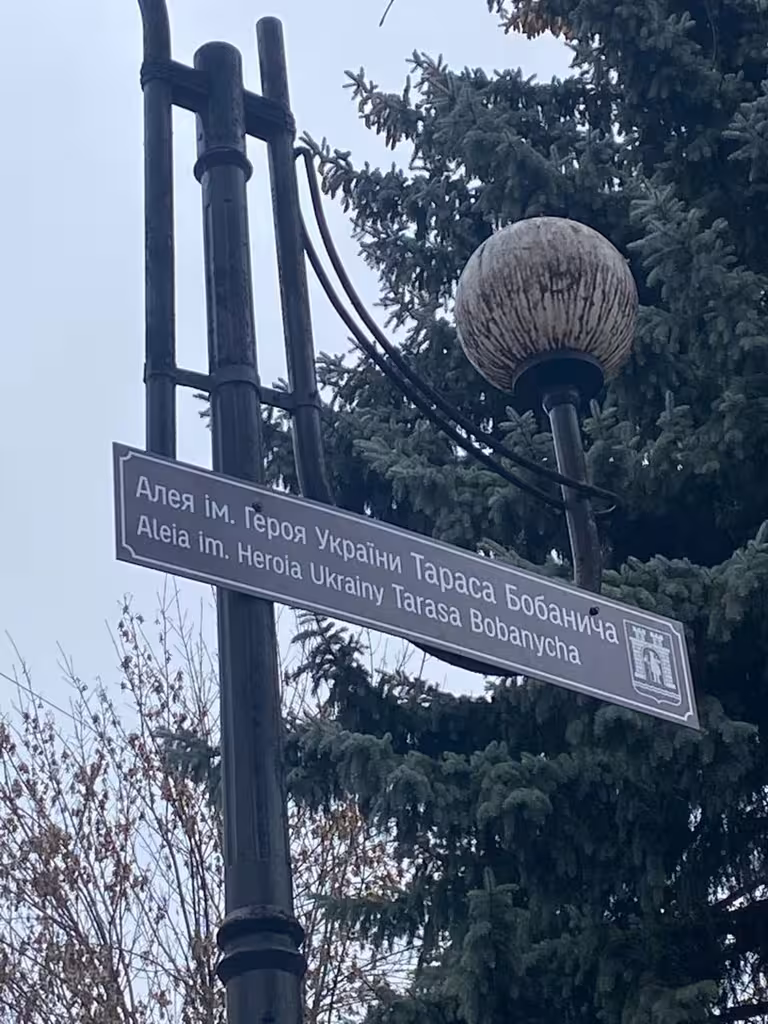 Алея ім. Героя України Тараса Бобанича
Aleia im. Heroia Ukrainy Tarasa Bobanycha